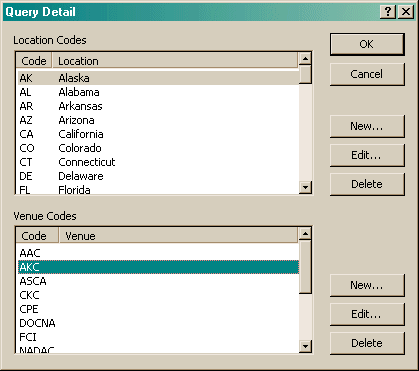 Query Detail
Location Codes
Code Location
AK Alaska
AL Alabama
AR Arkansas
AZ Arizona
CA California
CO Colorado
CT Connecticut
DE Delaware
FL Florida
OK
Cancel
New...
Edit...
Delete
Venue Codes
Code Venue
AAC
AKC
ASCA
CKC
CPE
DOCNA
FCI
NADAC
New...
Edit...
Delete